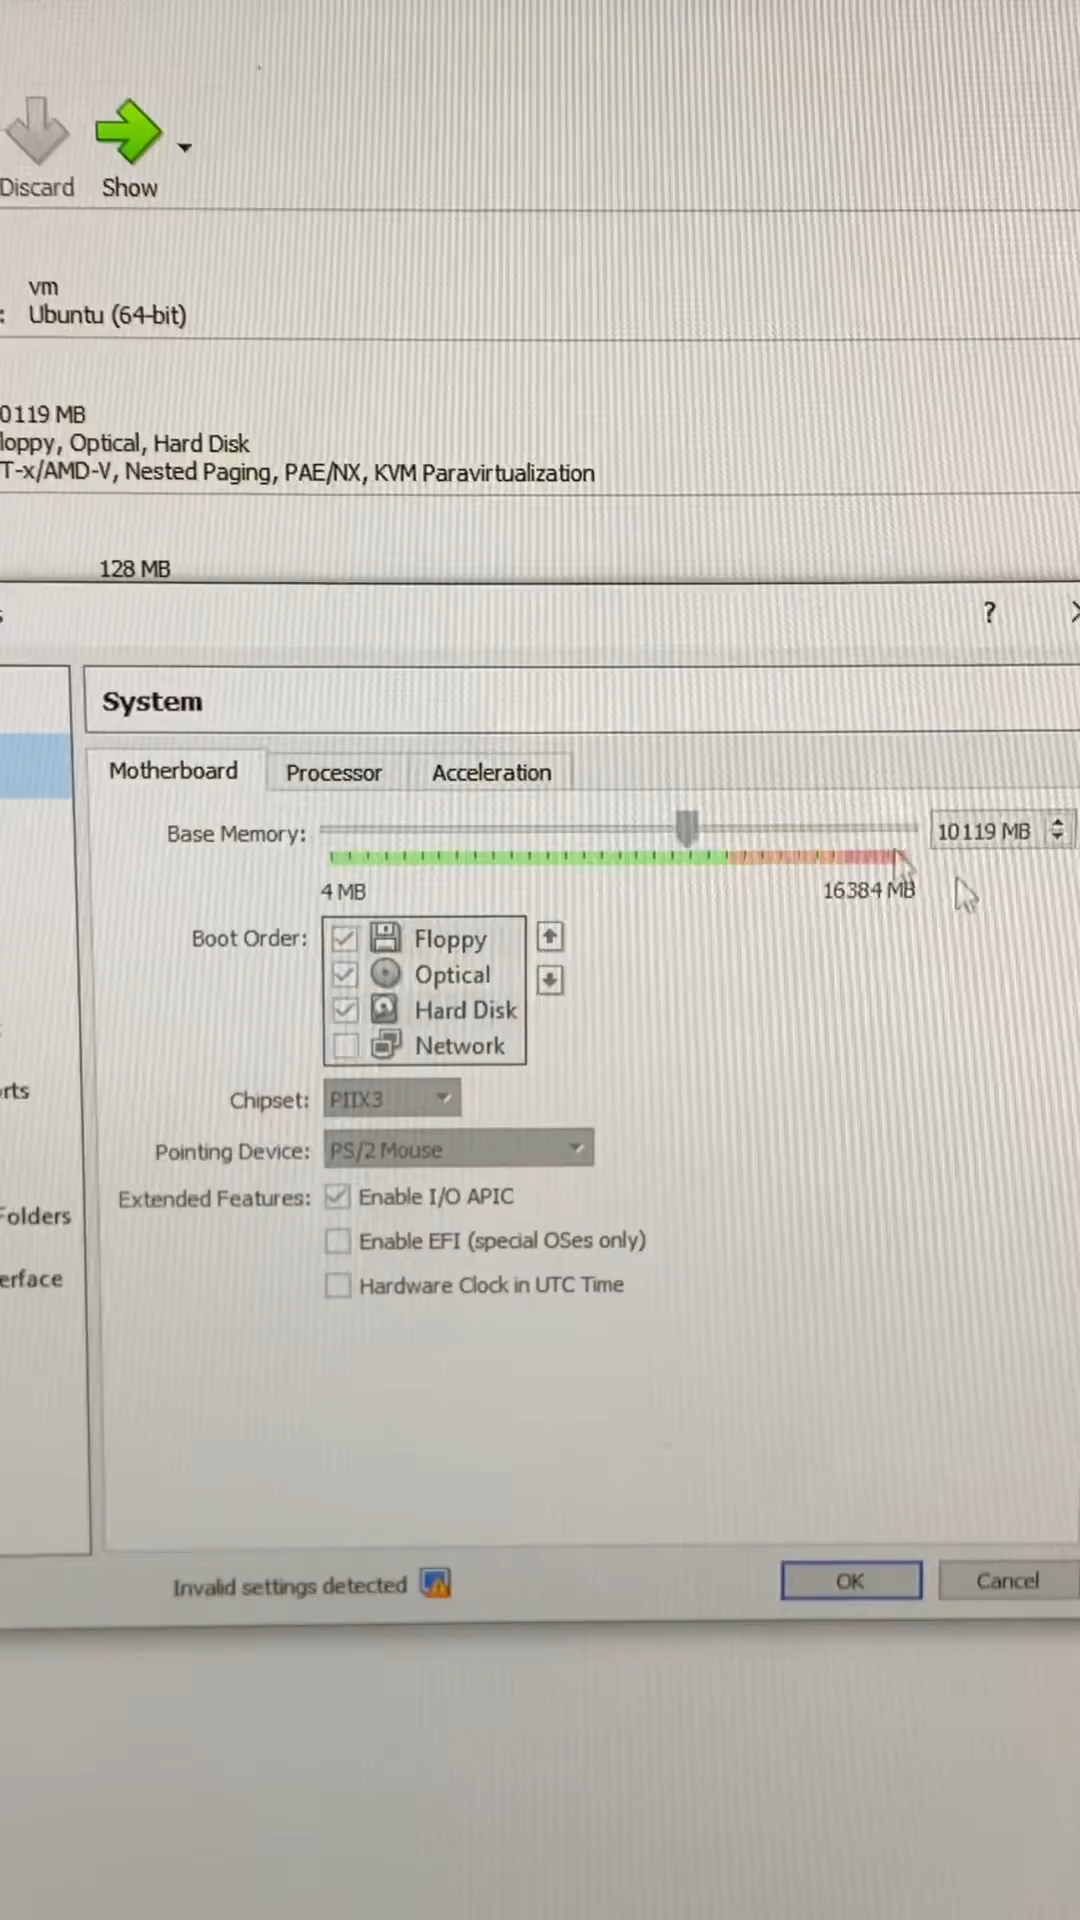 Discard Show
vm
: Ubuntu (64-bit)
0119 MB
loppy, Optical, Hard Disk
T-x/AMD-V, Nested Paging, PAE/NX, KVM Paravirtualization
128 MB
s ?
System
Motherboard Processor Acceleration
Base Memory: 10119 MB
4 MB 16384 MB
Boot Order: Floppy
Optical
Hard Disk
Network
rts
Chipset: PIIX3
Pointing Device: PS/2 Mouse
Extended Features: Enable I/O APIC
Folders
Enable EFI (special OSes only)
erface
Hardware Clock in UTC Time
Invalid settings detected OK Cancel